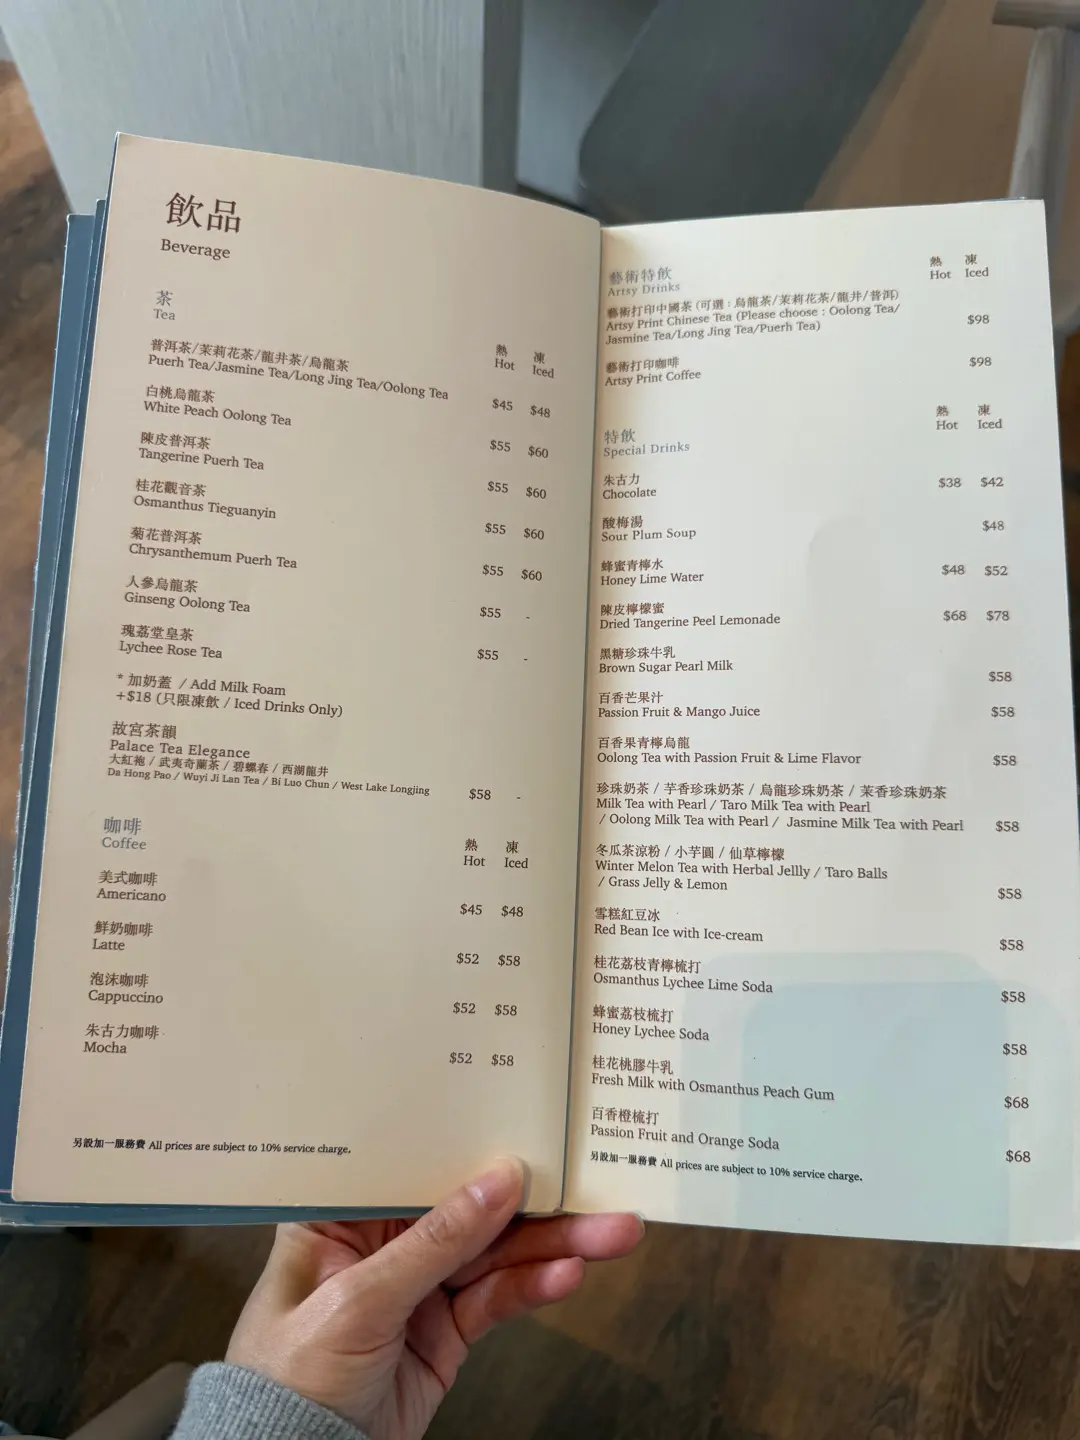 飲品
Beverage
茶
Tea
熱 凍
Hot Iced
普洱茶/茉莉花茶/龍井茶/烏龍茶
Puerh Tea/Jasmine Tea/Long Jing Tea/Oolong Tea
$45 $48
白桃烏龍茶
White Peach Oolong Tea
$55 $60
陳皮普洱茶
Tangerine Puerh Tea
$55 $60
桂花觀音茶
Osmanthus Tieguanyin
$55 $60
菊花普洱茶
Chrysanthemum Puerh Tea
$55 $60
人參烏龍茶
Ginseng Oolong Tea
$55 -
瑰荔堂皇茶
Lychee Rose Tea
$55 -
* 加奶蓋 / Add Milk Foam
+$18 (只限凍飲 / Iced Drinks Only)
故宮茶韻
Palace Tea Elegance
大紅袍 / 武夷奇蘭茶 / 碧螺春 / 西湖龍井
Da Hong Pao / Wuyi Ji Lan Tea / Bi Luo Chun / West Lake Longjing
$58 -
咖啡
Coffee
熱 凍
Hot Iced
美式咖啡
Americano
$45 $48
鮮奶咖啡
Latte
$52 $58
泡沫咖啡
Cappuccino
$52 $58
朱古力咖啡
Mocha
$52 $58
另設加一服務費 All prices are subject to 10% service charge.
藝術特飲
Artsy Drinks
熱 凍
Hot Iced
藝術打印中國茶 (可選 : 烏龍茶/茉莉花茶/龍井/普洱)
Artsy Print Chinese Tea (Please choose : Oolong Tea/
Jasmine Tea/Long Jing Tea/Puerh Tea)
$98
藝術打印咖啡
Artsy Print Coffee
$98
特飲
Special Drinks
熱 凍
Hot Iced
朱古力
Chocolate
$38 $42
酸梅湯
Sour Plum Soup
$48
蜂蜜青檸水
Honey Lime Water
$48 $52
陳皮檸檬蜜
Dried Tangerine Peel Lemonade
$68 $78
黑糖珍珠牛乳
Brown Sugar Pearl Milk
$58
百香芒果汁
Passion Fruit & Mango Juice
$58
百香果青檸烏龍
Oolong Tea with Passion Fruit & Lime Flavor
$58
珍珠奶茶 / 芋香珍珠奶茶 / 烏龍珍珠奶茶 / 茉香珍珠奶茶
Milk Tea with Pearl / Taro Milk Tea with Pearl
/ Oolong Milk Tea with Pearl / Jasmine Milk Tea with Pearl
$58
冬瓜茶涼粉 / 小芋圓 / 仙草檸檬
Winter Melon Tea with Herbal Jellly / Taro Balls
/ Grass Jelly & Lemon
$58
雪糕紅豆冰
Red Bean Ice with Ice-cream
$58
桂花荔枝青檸梳打
Osmanthus Lychee Lime Soda
$58
蜂蜜荔枝梳打
Honey Lychee Soda
$58
桂花桃膠牛乳
Fresh Milk with Osmanthus Peach Gum
$68
百香橙梳打
Passion Fruit and Orange Soda
$68
另設加一服務費 All prices are subject to 10% service charge.